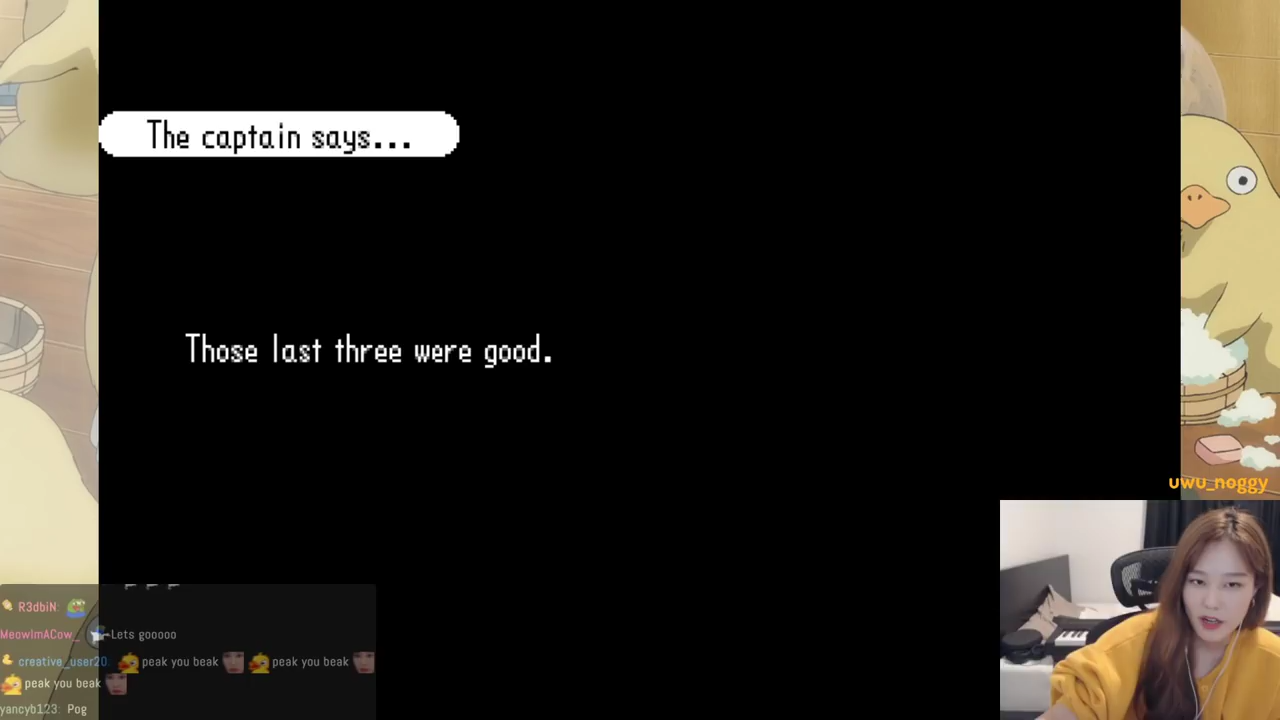 The captain says...
Those last three were good.
uwu_noggy
R3dbiN:
MeowImACow_: Lets gooooo
creative_user20: peak you beak peak you beak
peak you beak
yancyb123: Pog